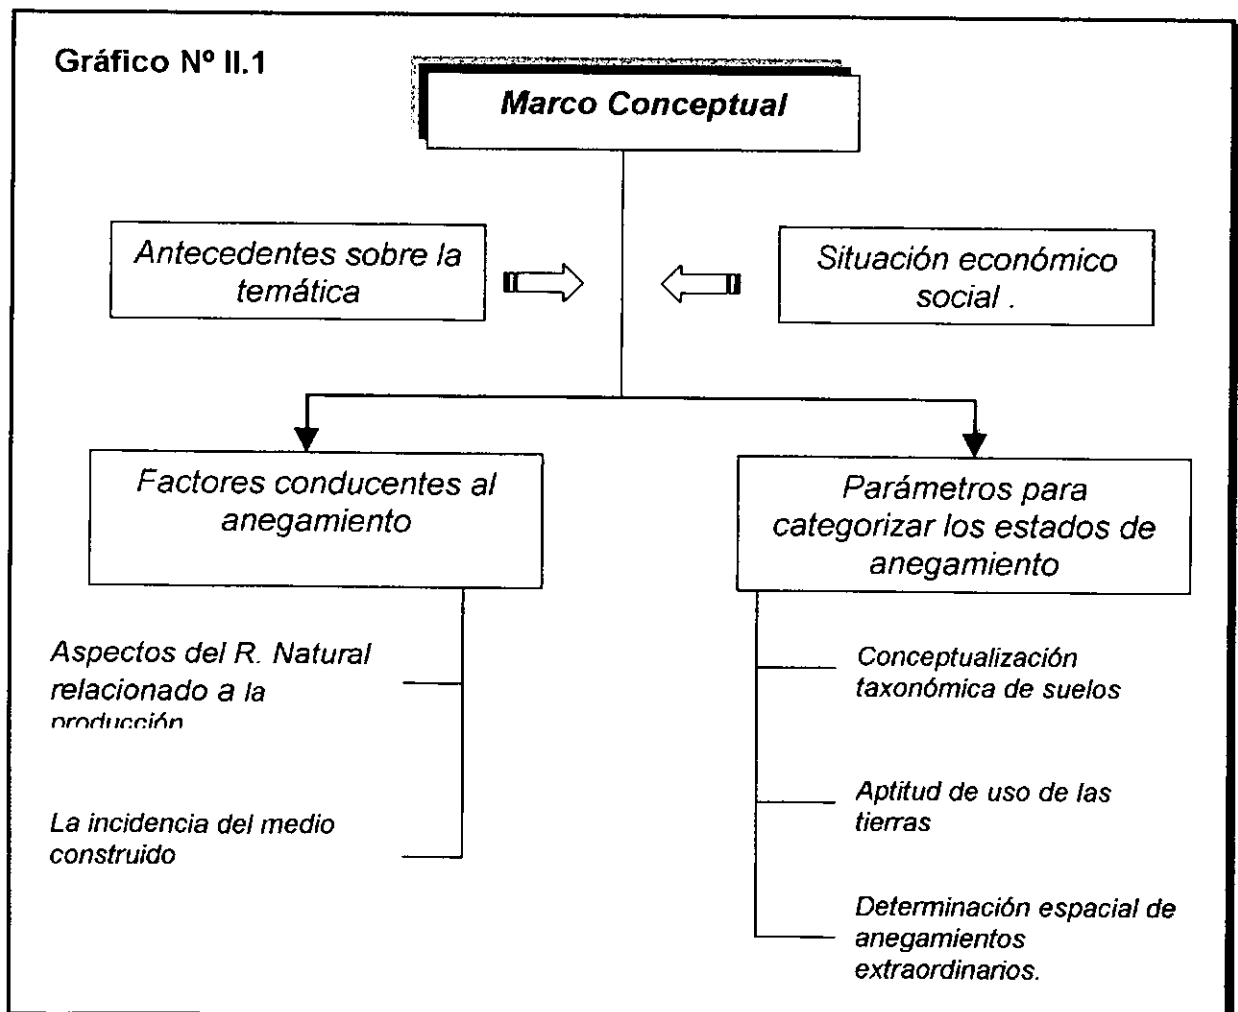 Gráfico Nº II.1
Marco Conceptual
Antecedentes sobre la
temática
Situación económico
social .
Factores conducentes al
anegamiento
Parámetros para
categorizar los estados de
anegamiento
Aspectos del R. Natural
relacionado a la
producción
La incidencia del medio
construido
Conceptualización
taxonómica de suelos
Aptitud de uso de las
tierras
Determinación espacial de
anegamientos
extraordinarios.